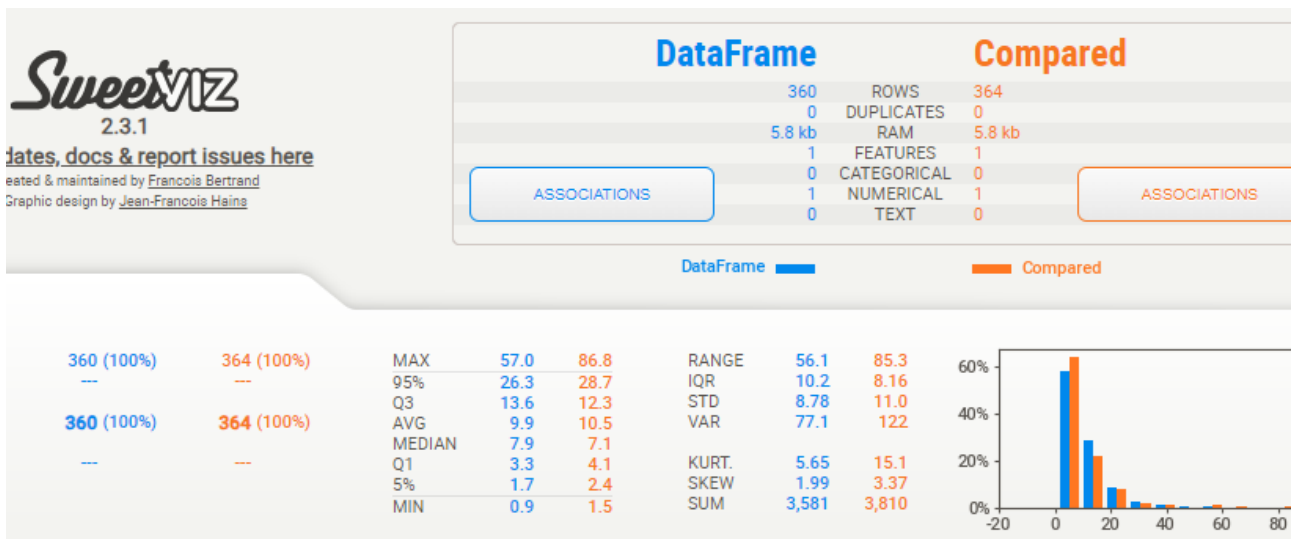 DataFrame Compared
SweetVIZ
2.3.1
dates, docs & report issues here
eated & maintained by Francois Bertrand
Graphic design by Jean-Francois Hains
360 ROWS 364
0 DUPLICATES 0
5.8 kb RAM 5.8 kb
1 FEATURES 1
0 CATEGORICAL 0
1 NUMERICAL 1
0 TEXT 0
ASSOCIATIONS ASSOCIATIONS
DataFrame Compared
360 (100%) 364 (100%)
--- ---
360 (100%) 364 (100%)
--- ---
MAX 57.0 86.8
95% 26.3 28.7
Q3 13.6 12.3
AVG 9.9 10.5
MEDIAN 7.9 7.1
Q1 3.3 4.1
5% 1.7 2.4
MIN 0.9 1.5
RANGE 56.1 85.3
IQR 10.2 8.16
STD 8.78 11.0
VAR 77.1 122
KURT. 5.65 15.1
SKEW 1.99 3.37
SUM 3,581 3,810
60%
40%
20%
0%
-20 0 20 40 60 80